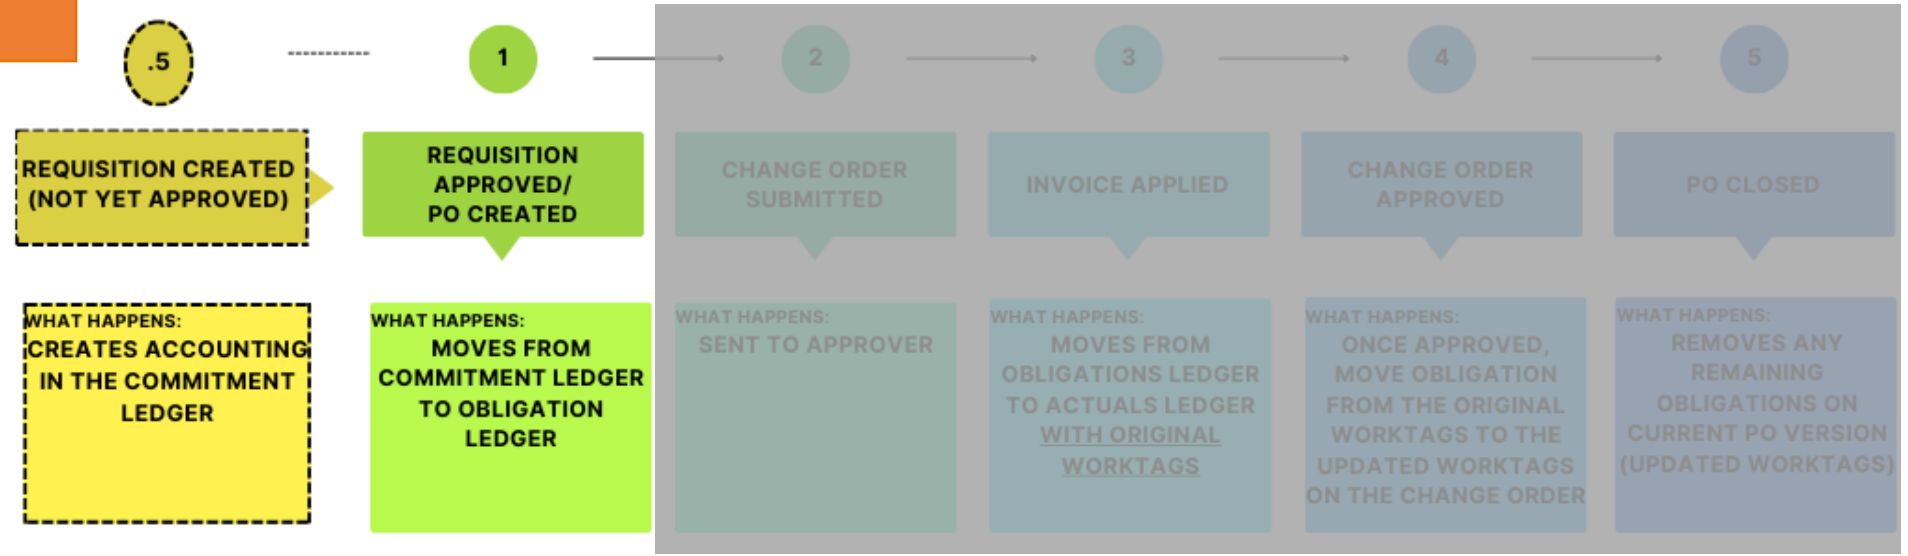 .5
1
2
3
4
5
REQUISITION CREATED
(NOT YET APPROVED)
REQUISITION
APPROVED/
PO CREATED
CHANGE ORDER
SUBMITTED
INVOICE APPLIED
CHANGE ORDER
APPROVED
PO CLOSED
WHAT HAPPENS:
CREATES ACCOUNTING
IN THE COMMITMENT
LEDGER
WHAT HAPPENS:
MOVES FROM
COMMITMENT LEDGER
TO OBLIGATION
LEDGER
WHAT HAPPENS:
SENT TO APPROVER
WHAT HAPPENS:
MOVES FROM
OBLIGATIONS LEDGER
TO ACTUALS LEDGER
WITH ORIGINAL
WORKTAGS
WHAT HAPPENS:
ONCE APPROVED,
MOVE OBLIGATION
FROM THE ORIGINAL
WORKTAGS TO THE
UPDATED WORKTAGS
ON THE CHANGE ORDER
WHAT HAPPENS:
REMOVES ANY
REMAINING
OBLIGATIONS ON
CURRENT PO VERSION
(UPDATED WORKTAGS)